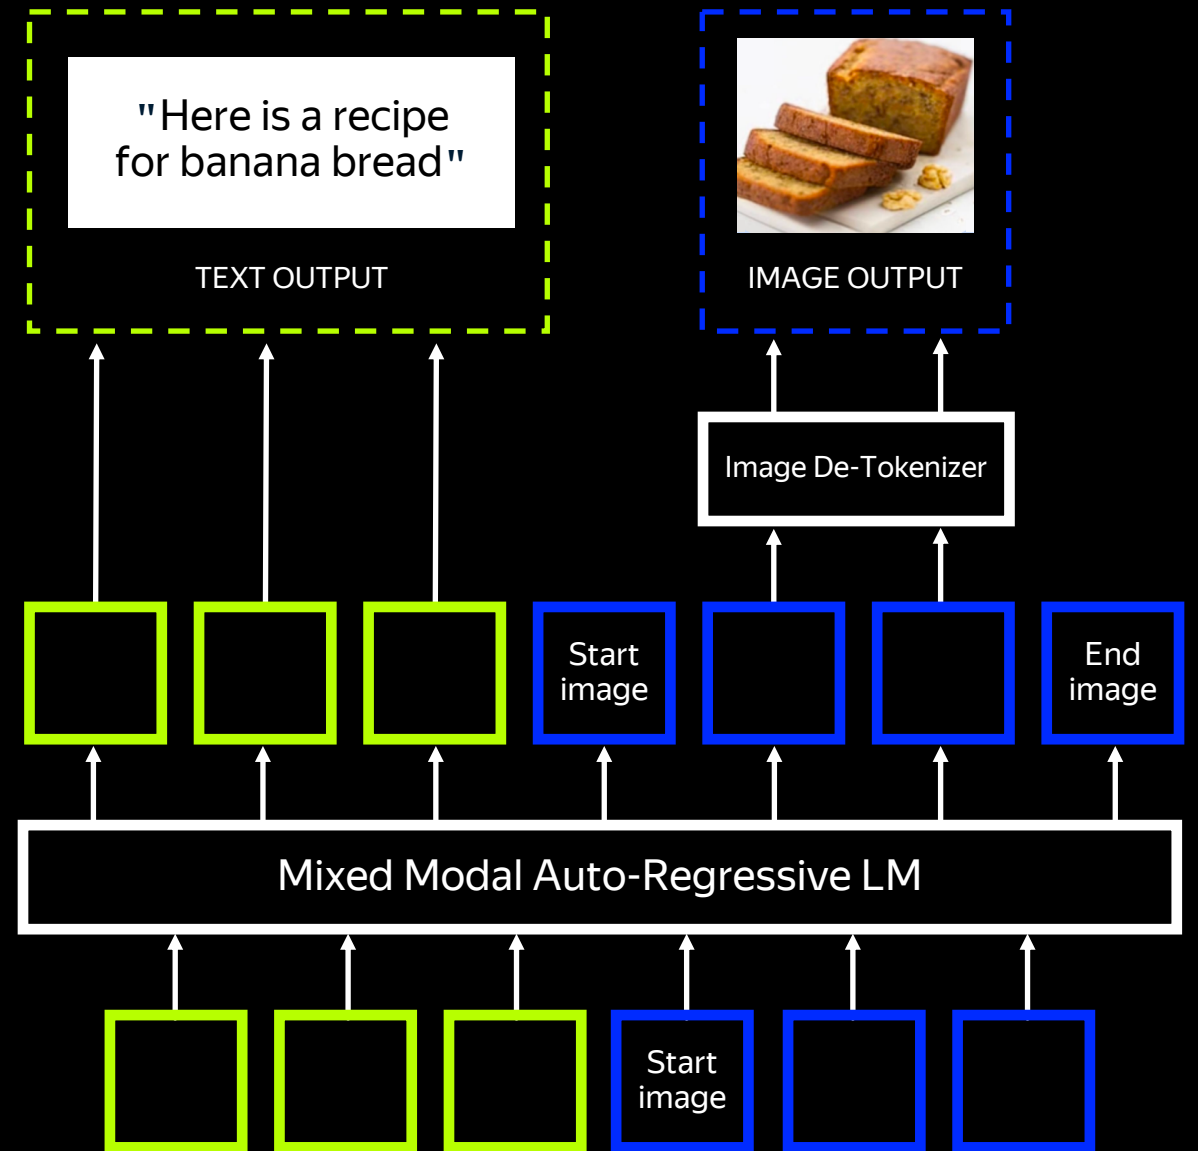 "Here is a recipe
for banana bread"
TEXT OUTPUT
IMAGE OUTPUT
Image De-Tokenizer
Start
image
End
image
Mixed Modal Auto-Regressive LM
Start
image